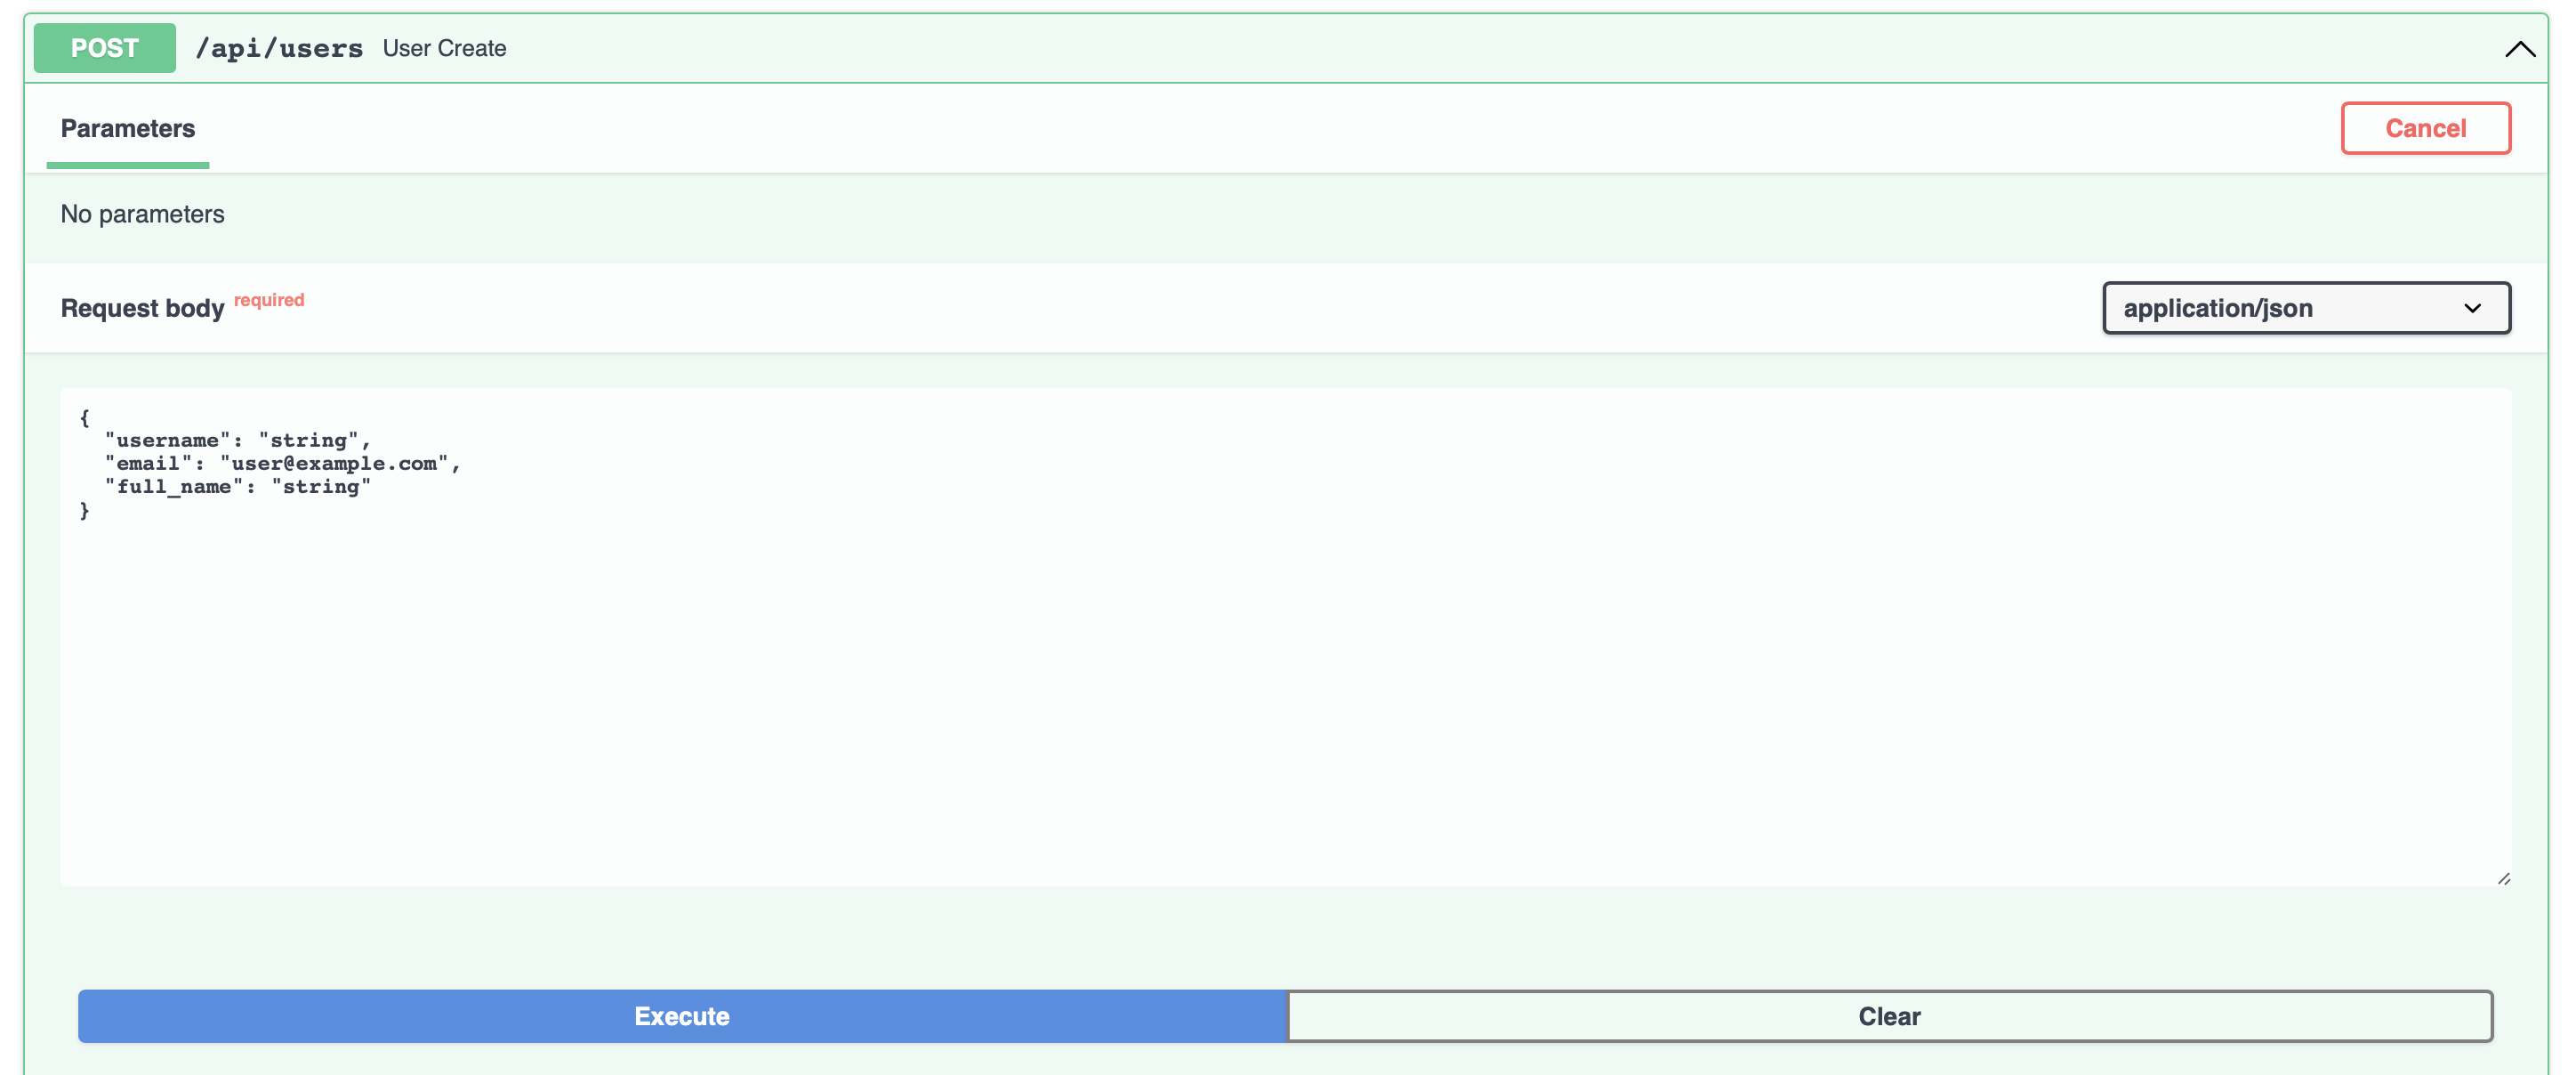 POST /api/users User Create
Parameters
Cancel
No parameters
Request body required
application/json
{
  "username": "string",
  "email": "user@example.com",
  "full_name": "string"
}
Execute
Clear